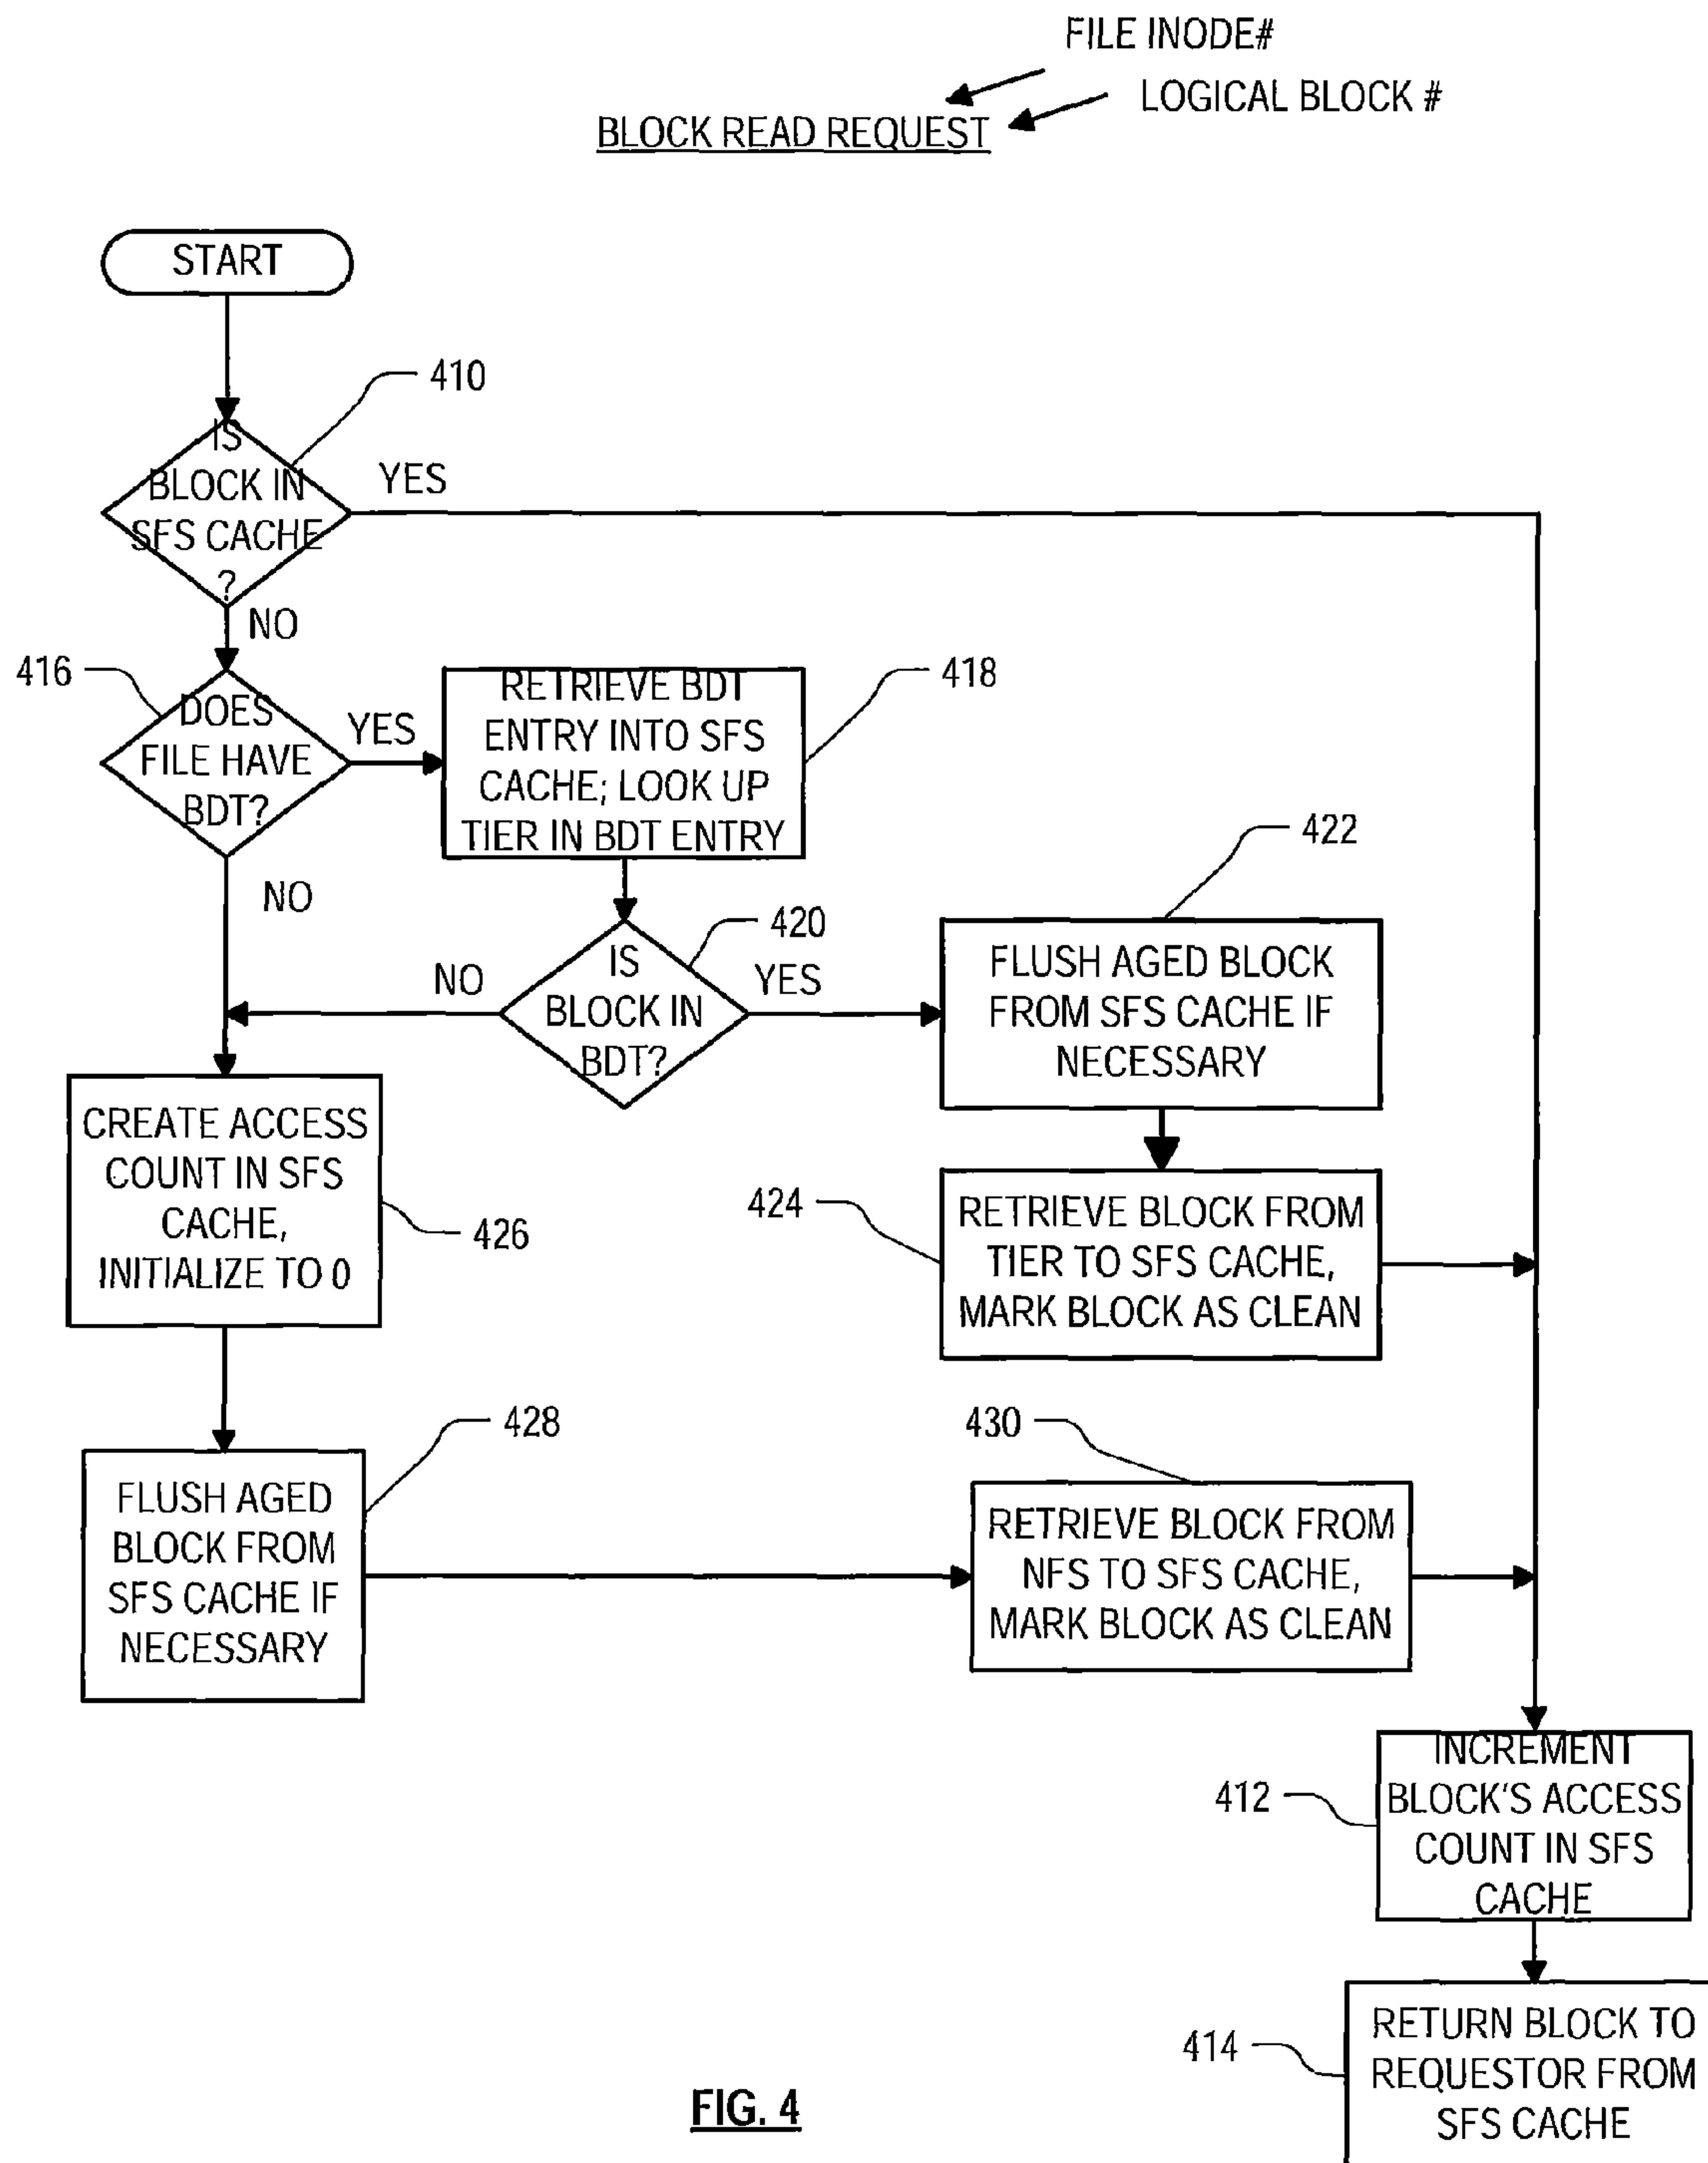 FILE INODE#
LOGICAL BLOCK #
BLOCK READ REQUEST
START
410
IS
BLOCK IN
SFS CACHE
?
YES
NO
416
DOES
FILE HAVE
BDT?
YES
NO
RETRIEVE BDT
ENTRY INTO SFS
CACHE; LOOK UP
TIER IN BDT ENTRY
418
420
IS
BLOCK IN
BDT?
NO
YES
422
FLUSH AGED BLOCK
FROM SFS CACHE IF
NECESSARY
424
RETRIEVE BLOCK FROM
TIER TO SFS CACHE,
MARK BLOCK AS CLEAN
CREATE ACCESS
COUNT IN SFS
CACHE,
INITIALIZE TO 0
426
428
FLUSH AGED
BLOCK FROM
SFS CACHE IF
NECESSARY
430
RETRIEVE BLOCK FROM
NFS TO SFS CACHE,
MARK BLOCK AS CLEAN
412
INCREMENT
BLOCK'S ACCESS
COUNT IN SFS
CACHE
414
RETURN BLOCK TO
REQUESTOR FROM
SFS CACHE
FIG. 4